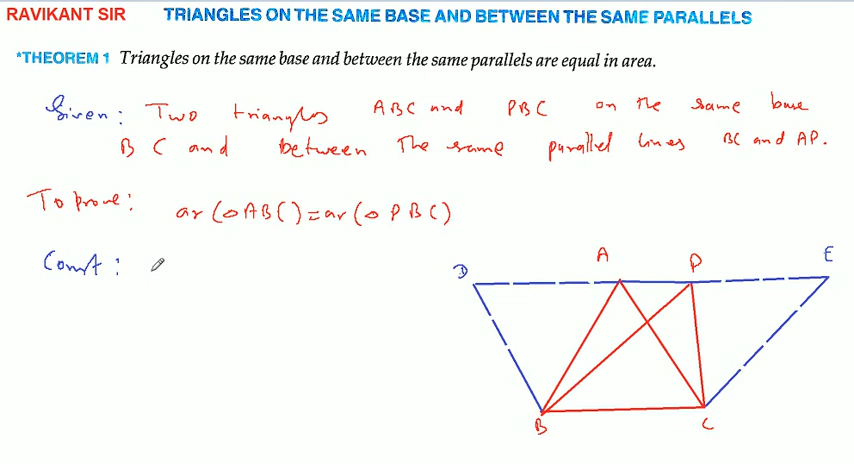 RAVIKANT SIR TRIANGLES ON THE SAME BASE AND BETWEEN THE SAME PARALLELS
*THEOREM 1 Triangles on the same base and between the same parallels are equal in area.
Given: Two triangles ABC and PBC on the same base
BC and between the same parallel lines BC and AP.
To prove: ar(△ABC)=ar(△PBC)
Const:
D A P E
B C